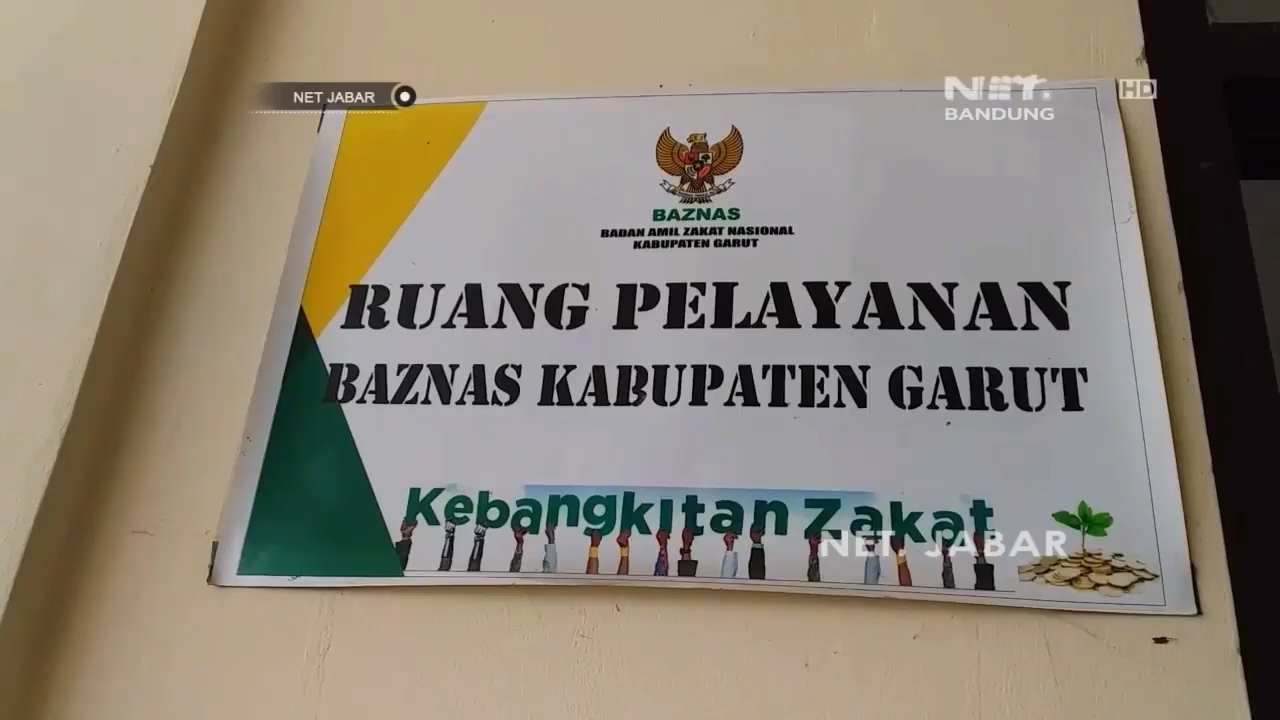 NET JABAR
NET.
BANDUNG
HD
BAZNAS
BADAN AMIL ZAKAT NASIONAL
KABUPATEN GARUT
RUANG PELAYANAN
BAZNAS KABUPATEN GARUT
Kebangkitan Zakat
NET. JABAR